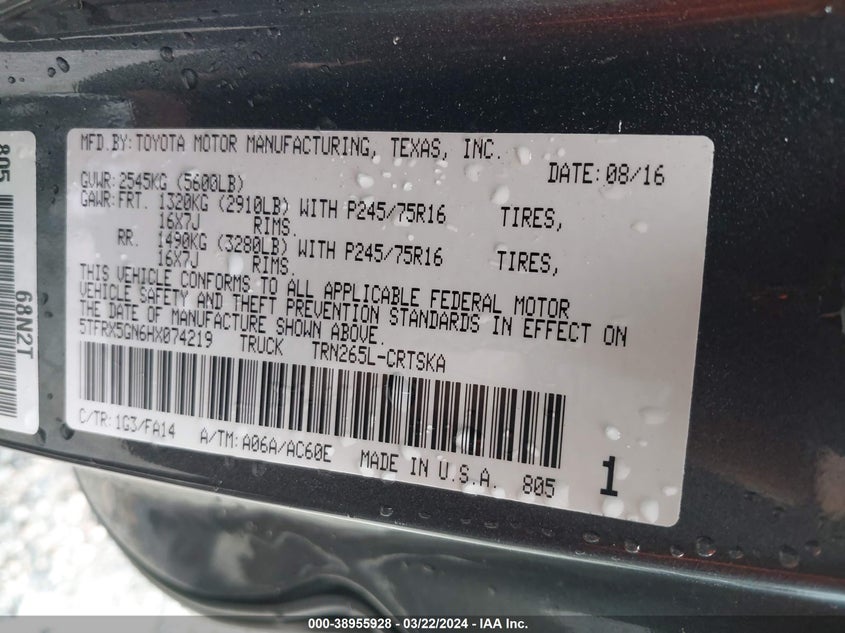 MFD.BY: TOYOTA MOTOR MANUFACTURING, TEXAS, INC.
DATE: 08/16
GVWR: 2545KG (5600LB)
GAWR: FRT. 1320KG (2910LB) WITH P245/75R16 TIRES,
16X7J RIMS.
RR. 1490KG (3280LB) WITH P245/75R16 TIRES,
16X7J RIMS.
THIS VEHICLE CONFORMS TO ALL APPLICABLE FEDERAL MOTOR
VEHICLE SAFETY AND THEFT PREVENTION STANDARDS IN EFFECT ON
THE DATE OF MANUFACTURE SHOWN ABOVE.
5TFRX5GN6HX074219 TRUCK TRN265L-CRTSKA
C/TR: 1G3/FA14 A/TM: A06A/AC60E MADE IN U.S.A. 805 1
805
68N2T
000-38955928 - 03/22/2024 - IAA Inc.